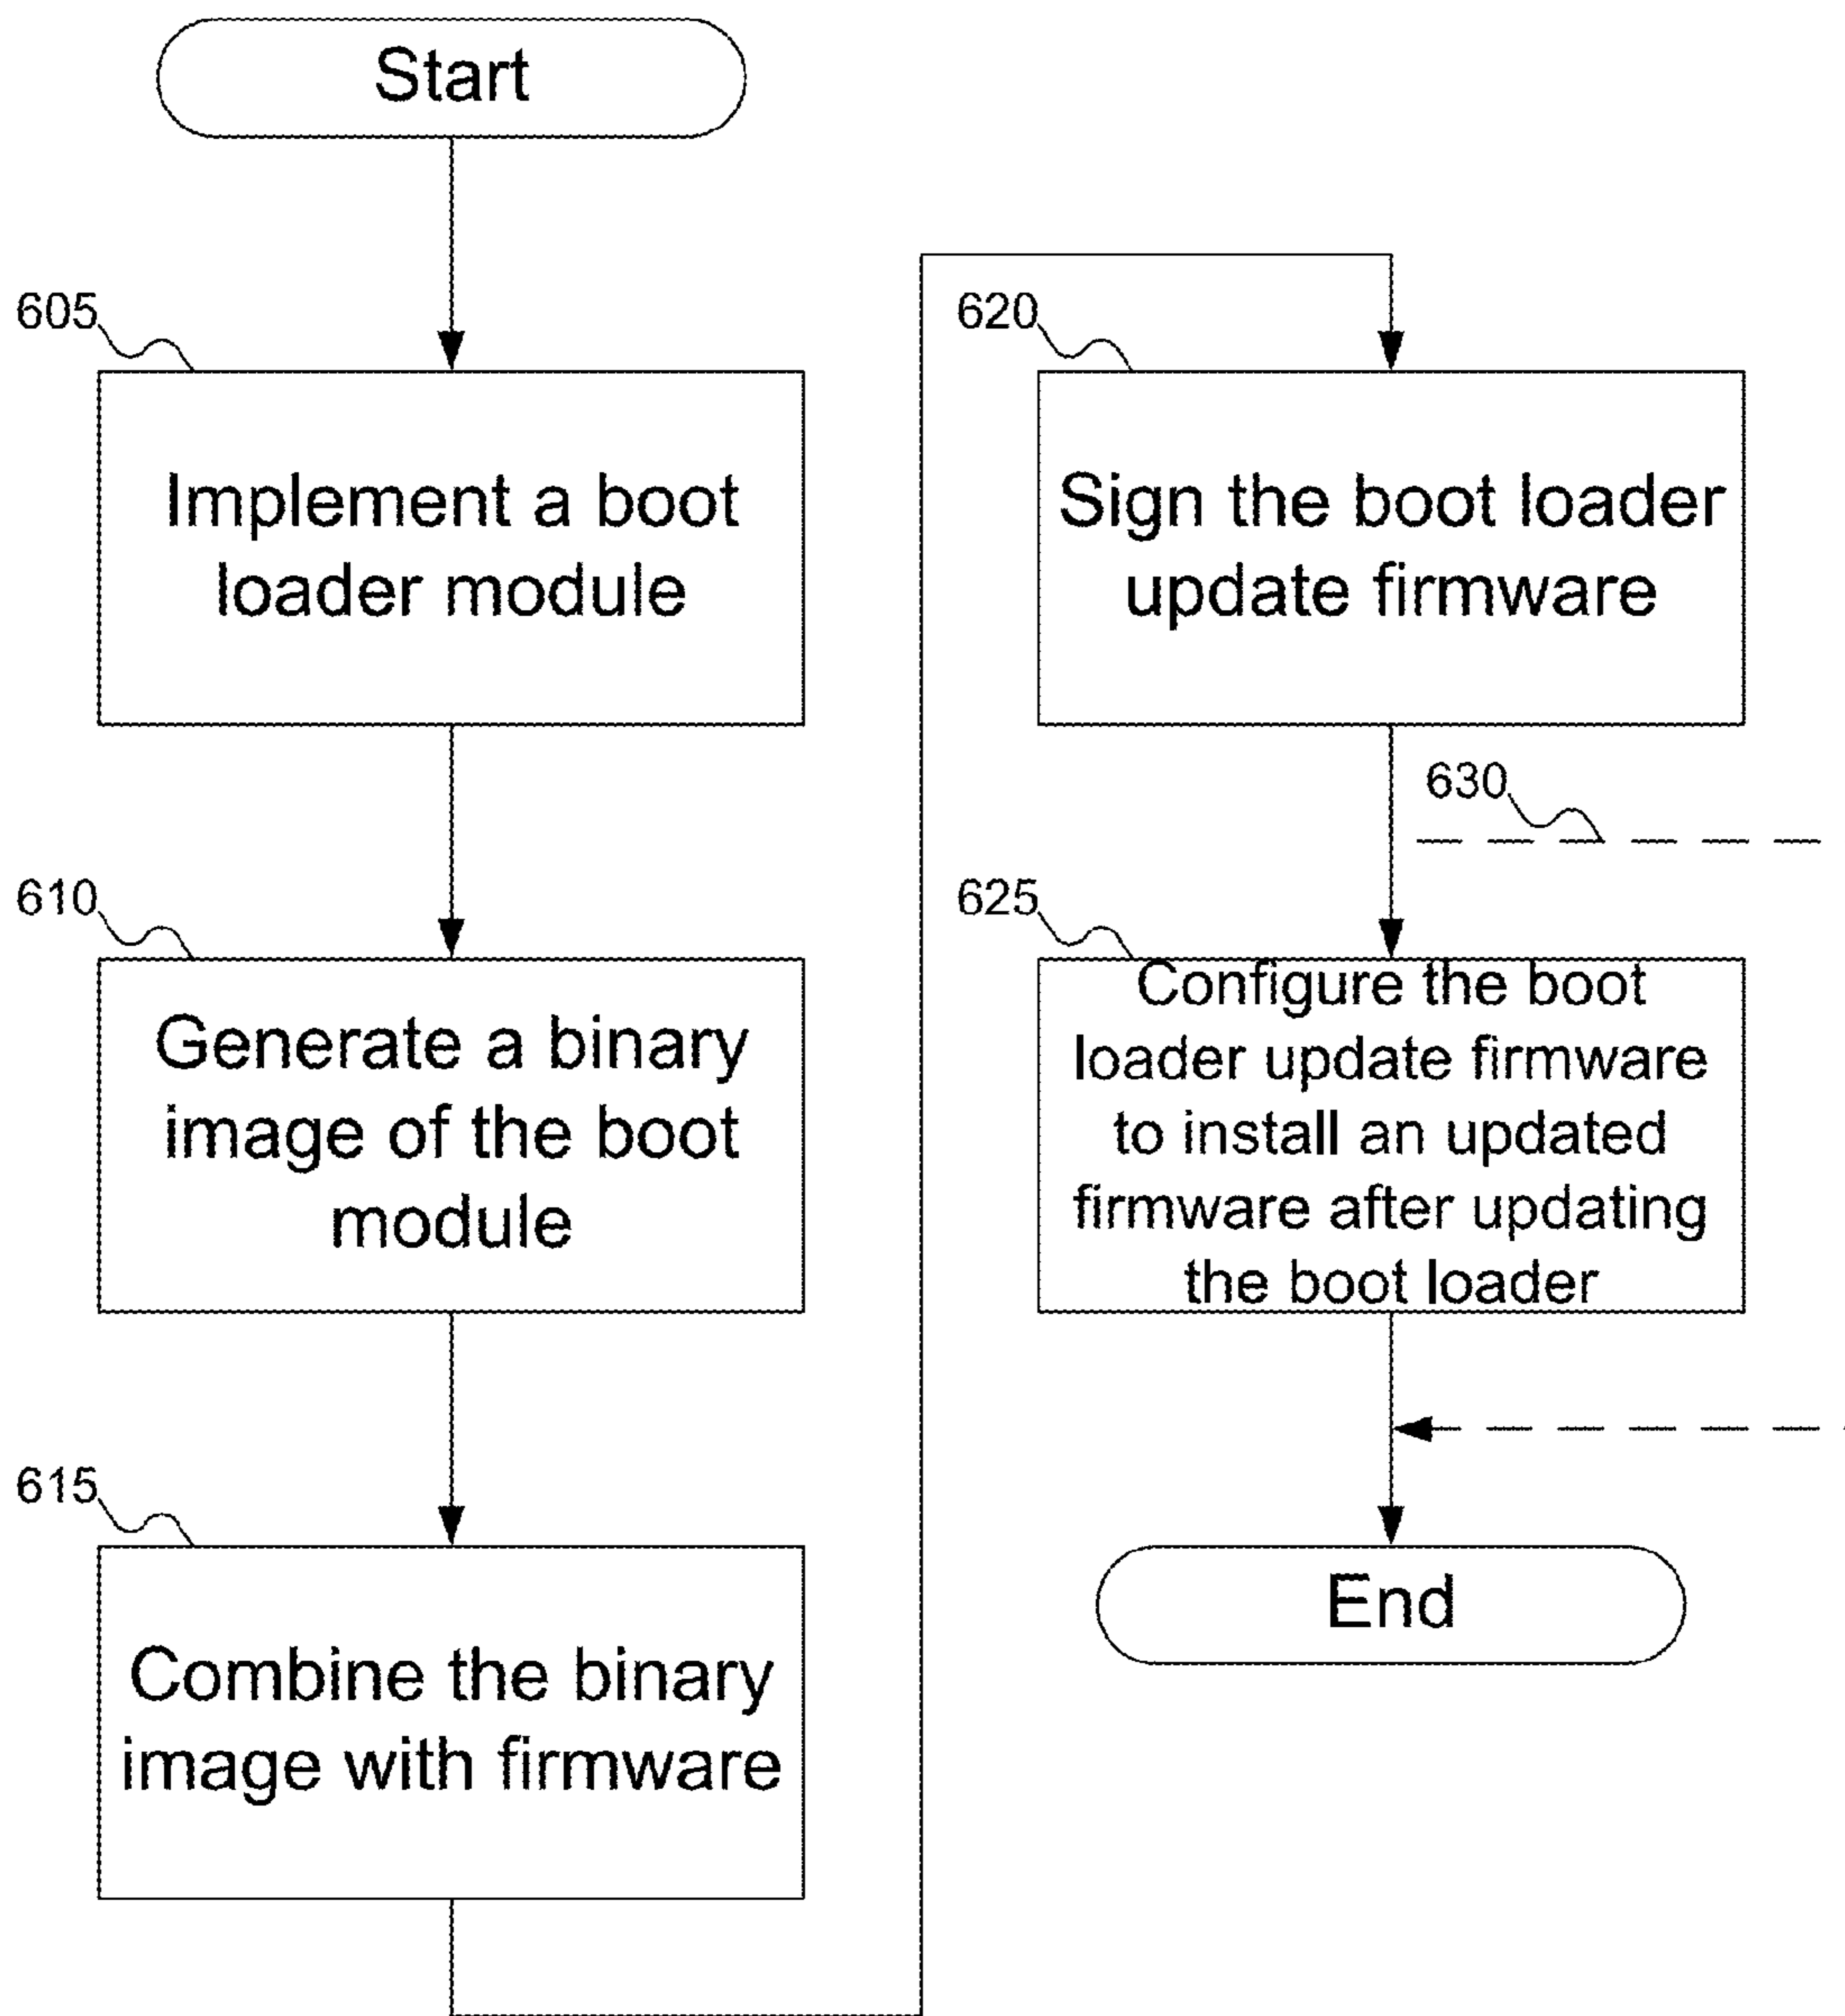 Start
605
Implement a boot
loader module
610
Generate a binary
image of the boot
module
615
Combine the binary
image with firmware
620
Sign the boot loader
update firmware
630
625
Configure the boot
loader update firmware
to install an updated
firmware after updating
the boot loader
End